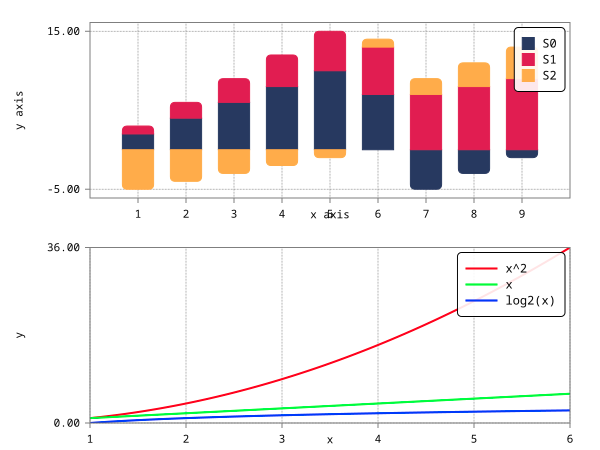 15.00
S0
S1
S2
y axis
-5.00
1 2 3 4 5 6 7 8 9
x axis
36.00
x^2
x
log2(x)
y
0.00
1 2 3 4 5 6
x